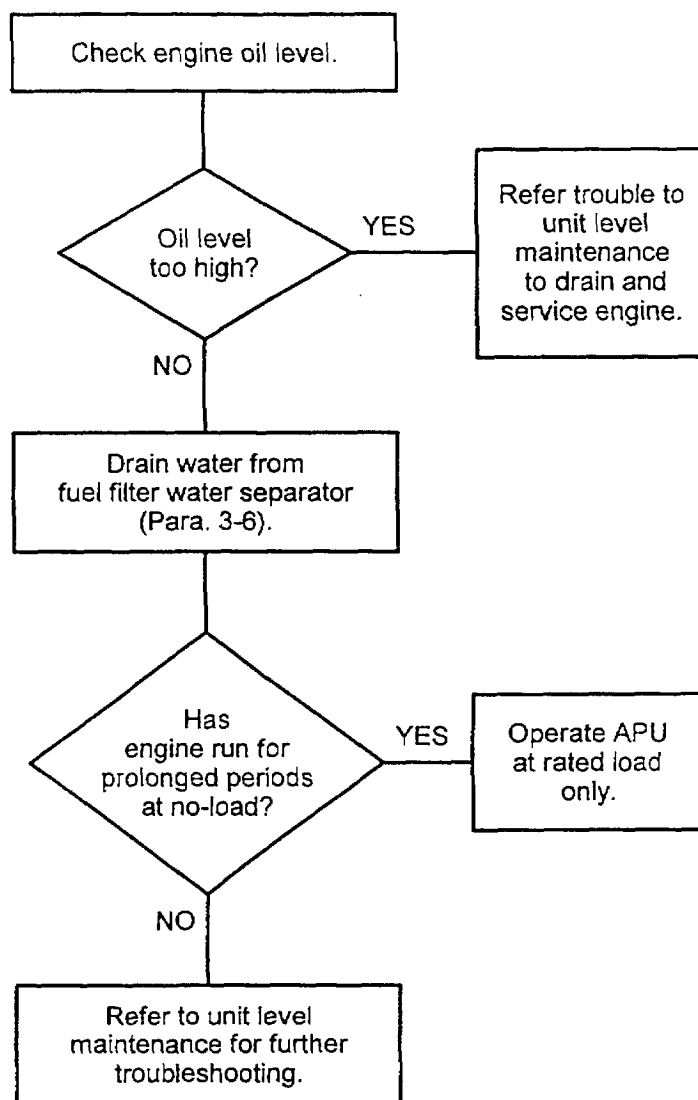 Check engine oil level.
Oil level
too high?
YES
Refer trouble to
unit level
maintenance
to drain and
service engine.
NO
Drain water from
fuel filter water separator
(Para. 3-6).
Has
engine run for
prolonged periods
at no-load?
YES
Operate APU
at rated load
only.
NO
Refer to unit level
maintenance for further
troubleshooting.